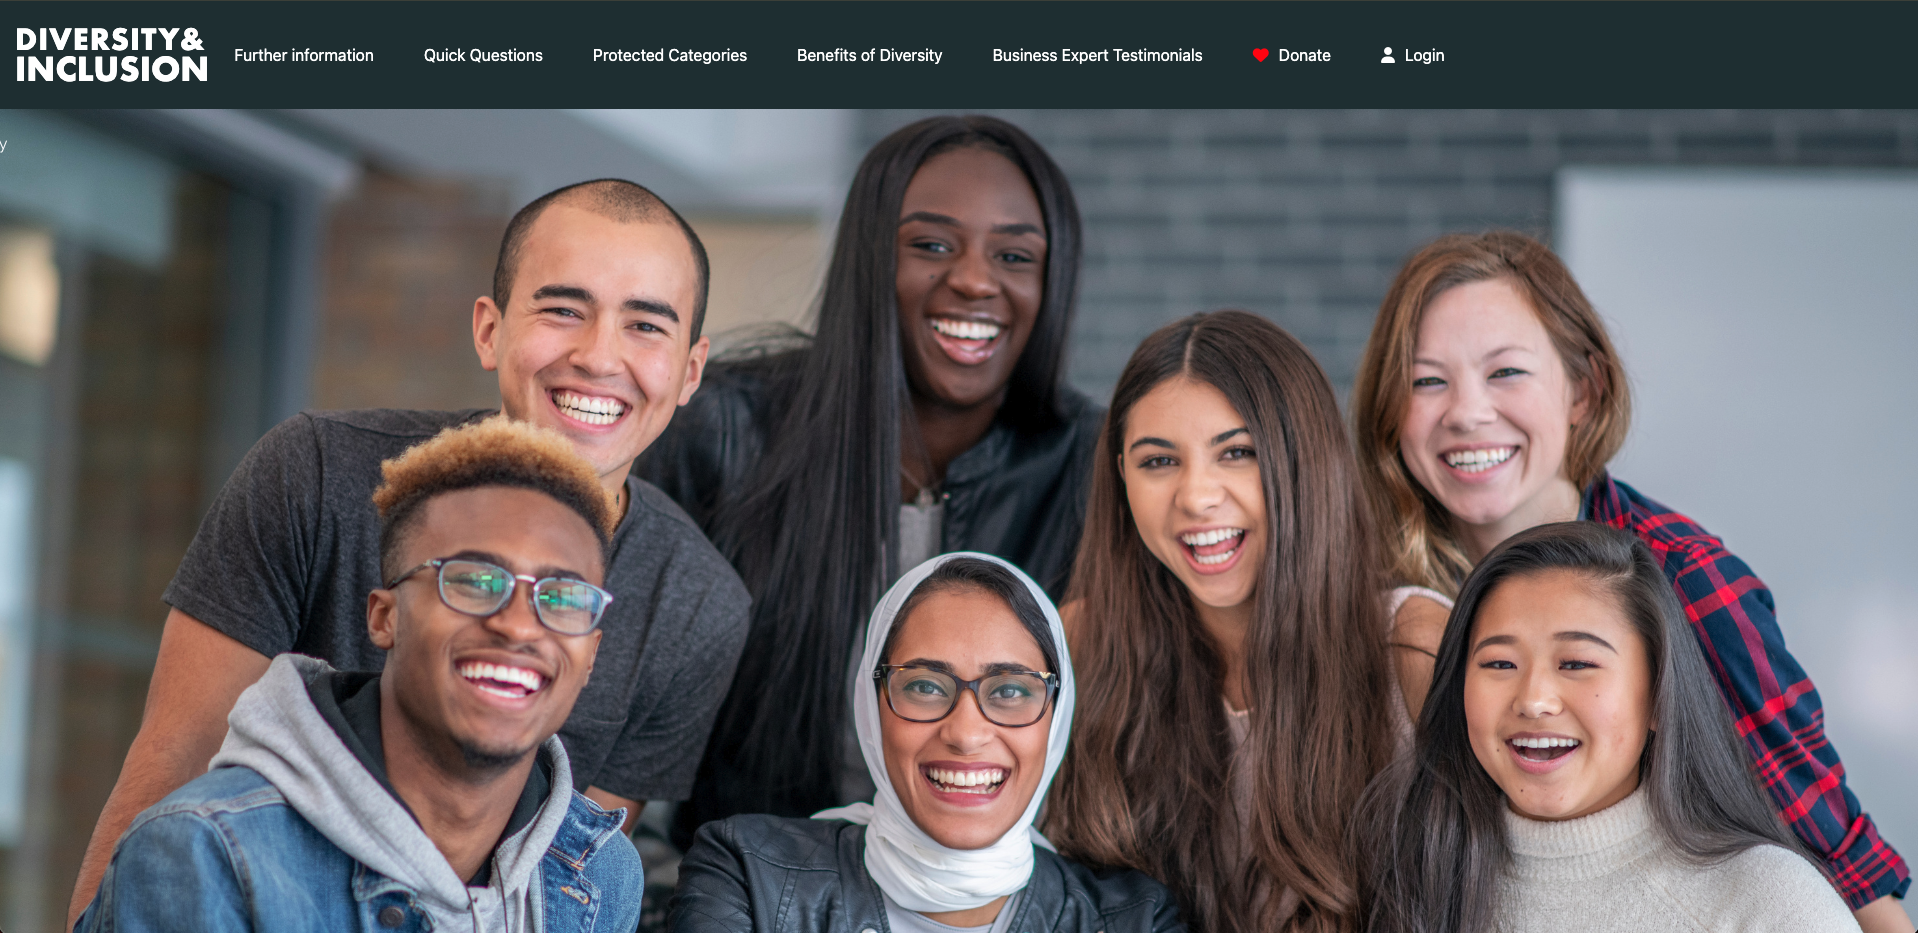 DIVERSITY&
INCLUSION
Further information
Quick Questions
Protected Categories
Benefits of Diversity
Business Expert Testimonials
Donate
Login
y